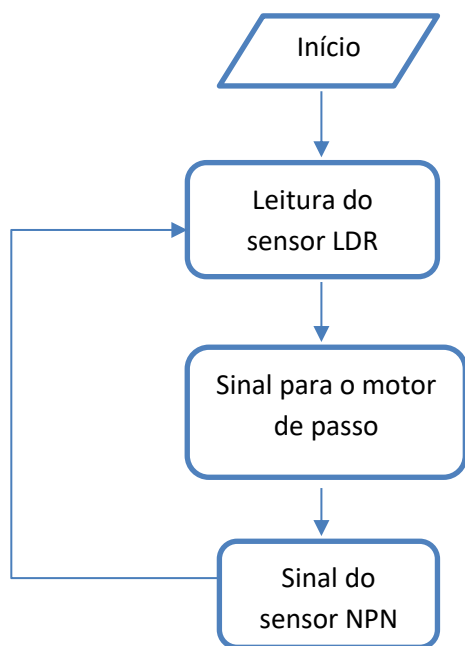 Início
Leitura do
sensor LDR
Sinal para o motor
de passo
Sinal do
sensor NPN